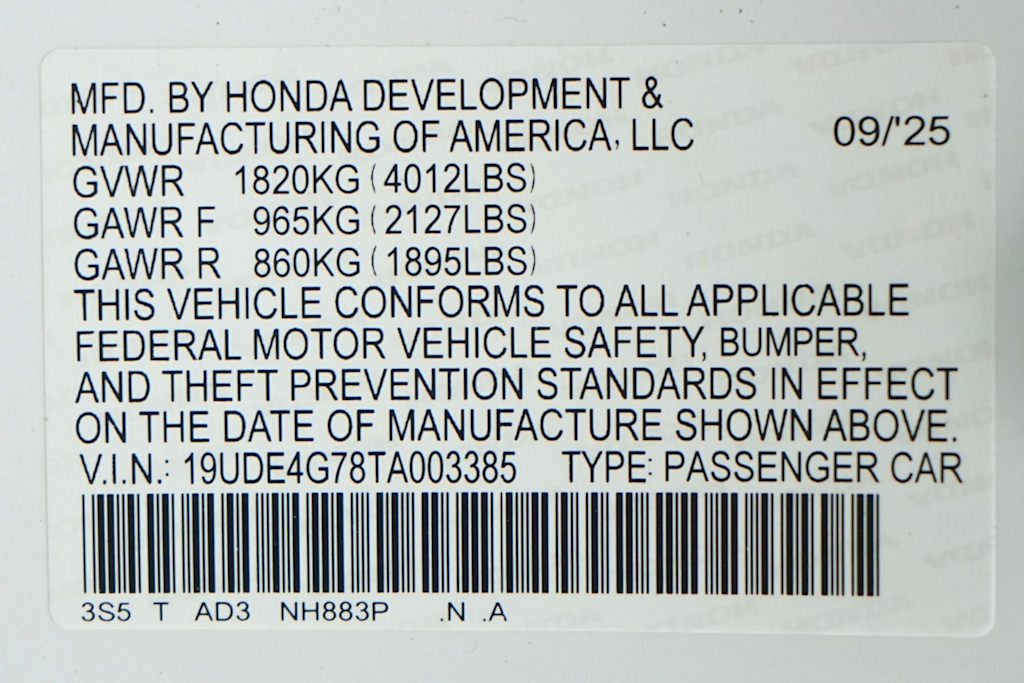 MFD. BY HONDA DEVELOPMENT &
MANUFACTURING OF AMERICA, LLC 09/'25
GVWR 1820KG (4012LBS)
GAWR F 965KG (2127LBS)
GAWR R 860KG (1895LBS)
THIS VEHICLE CONFORMS TO ALL APPLICABLE
FEDERAL MOTOR VEHICLE SAFETY, BUMPER,
AND THEFT PREVENTION STANDARDS IN EFFECT
ON THE DATE OF MANUFACTURE SHOWN ABOVE.
V.I.N.: 19UDE4G78TA003385 TYPE: PASSENGER CAR
3S5 T AD3 NH883P .N .A